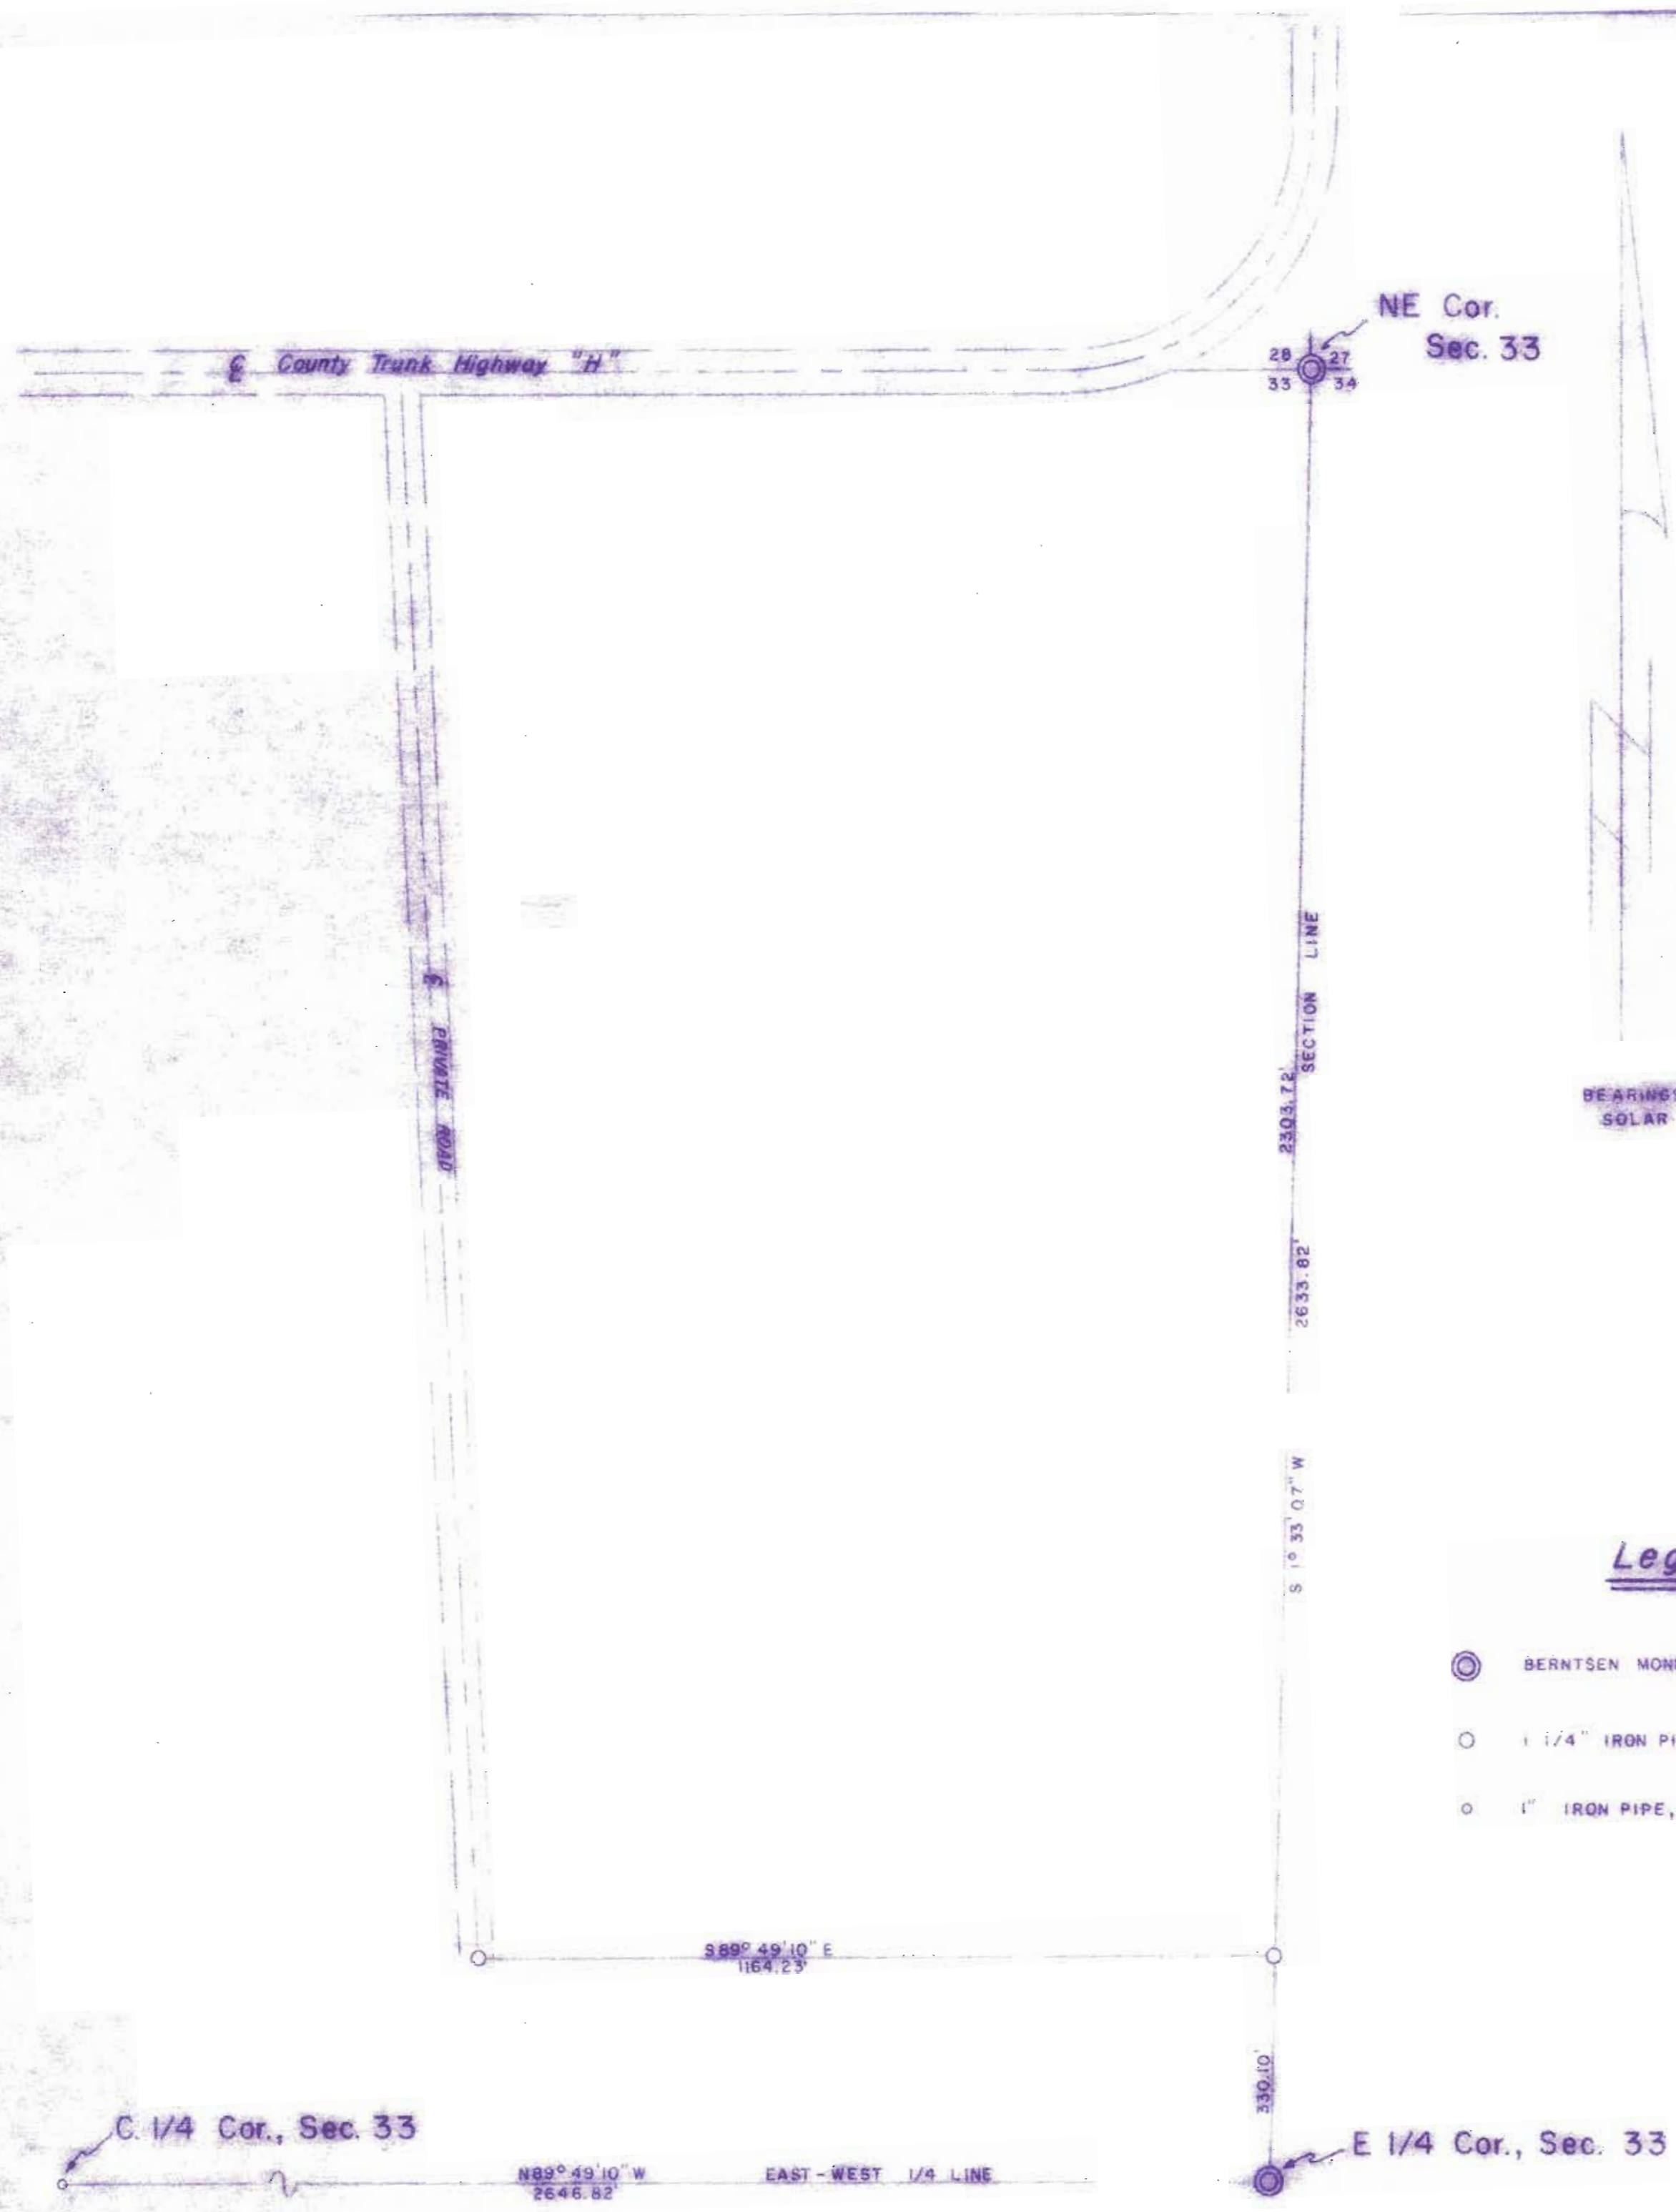 NE Cor.
Sec. 33
28 27
33 34
℄ County Trunk Highway "H"
℄ PRIVATE ROAD
SECTION LINE
2303.72'
2633.82'
S 1° 33' 07" W
BEARINGS
SOLAR
Leg
BERNTSEN MON
1 1/4" IRON PI
1" IRON PIPE,
S89° 49' 10" E
1164.23'
330.10'
C. 1/4 Cor., Sec. 33
E 1/4 Cor., Sec. 33
N89° 49' 10" W EAST-WEST 1/4 LINE
2646.82'